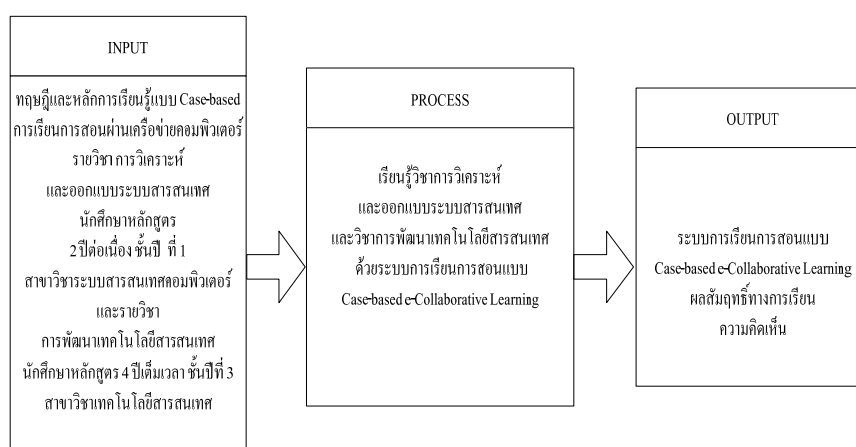 INPUT
ทฤษฎีและหลักการเรียนรู้แบบ Case-based
การเรียนการสอนผ่านเครือข่ายคอมพิวเตอร์
รายวิชา การวิเคราะห์
และออกแบบระบบสารสนเทศ
นักศึกษาหลักสูตร
2 ปีต่อเนื่อง ชั้นปี ที่ 1
สาขาวิชาระบบสารสนเทศคอมพิวเตอร์
และรายวิชา
การพัฒนาเทคโนโลยีสารสนเทศ
นักศึกษาหลักสูตร 4 ปีเต็มเวลา ชั้นปีที่ 3
สาขาวิชาเทคโนโลยีสารสนเทศ
PROCESS
เรียนรู้วิชาการวิเคราะห์
และออกแบบระบบสารสนเทศ
และวิชาการพัฒนาเทคโนโลยีสารสนเทศ
ด้วยระบบการเรียนการสอนแบบ
Case-based e-Collaborative Learning
OUTPUT
ระบบการเรียนการสอนแบบ
Case-based e-Collaborative Learning
ผลสัมฤทธิ์ทางการเรียน
ความคิดเห็น